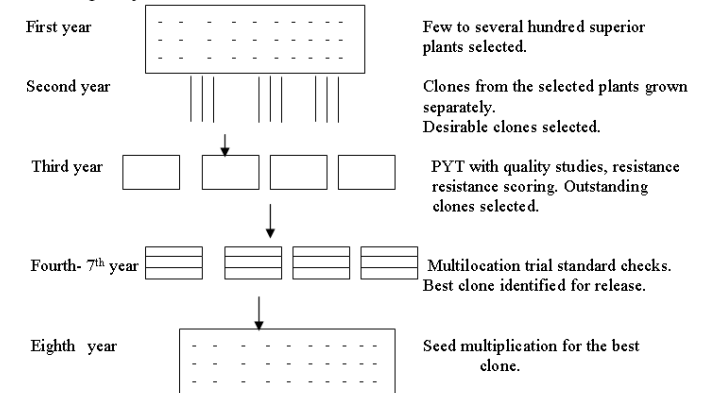 First year
Few to several hundred superior
plants selected.
Second year
Clones from the selected plants grown
separately.
Desirable clones selected.
Third year
PYT with quality studies, resistance
resistance scoring. Outstanding
clones selected.
Fourth- 7th year
Multilocation trial standard checks.
Best clone identified for release.
Eighth year
Seed multiplication for the best
clone.